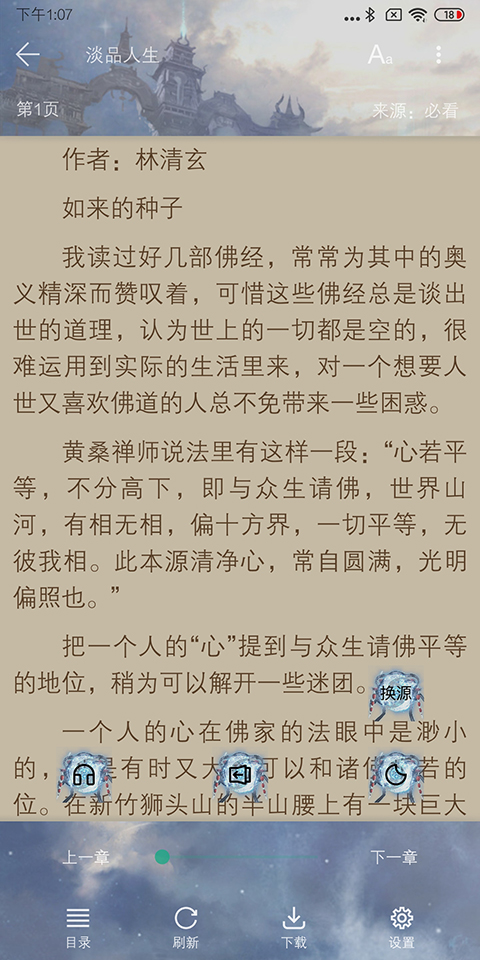 下午1:07
18
淡品人生
Aa
第1页
来源：必看
作者：林清玄
如来的种子
我读过好几部佛经，常常为其中的奥
义精深而赞叹着，可惜这些佛经总是谈出
世的道理，认为世上的一切都是空的，很
难运用到实际的生活里来，对一个想要人
世又喜欢佛道的人总不免带来一些困惑。
黄桑禅师说法里有这样一段：“心若平
等，不分高下，即与众生请佛，世界山
河，有相无相，偏十方界，一切平等，无
彼我相。此本源清净心，常自圆满，光明
偏照也。”
把一个人的“心”提到与众生请佛平等
的地位，稍为可以解开一些迷团。
换源
一个人的心在佛家的法眼中是渺小
的，是有时又大可以和诸佛若的
位。在新竹狮头山的半山腰上有一块巨大
上一章
下一章
目录
刷新
下载
设置